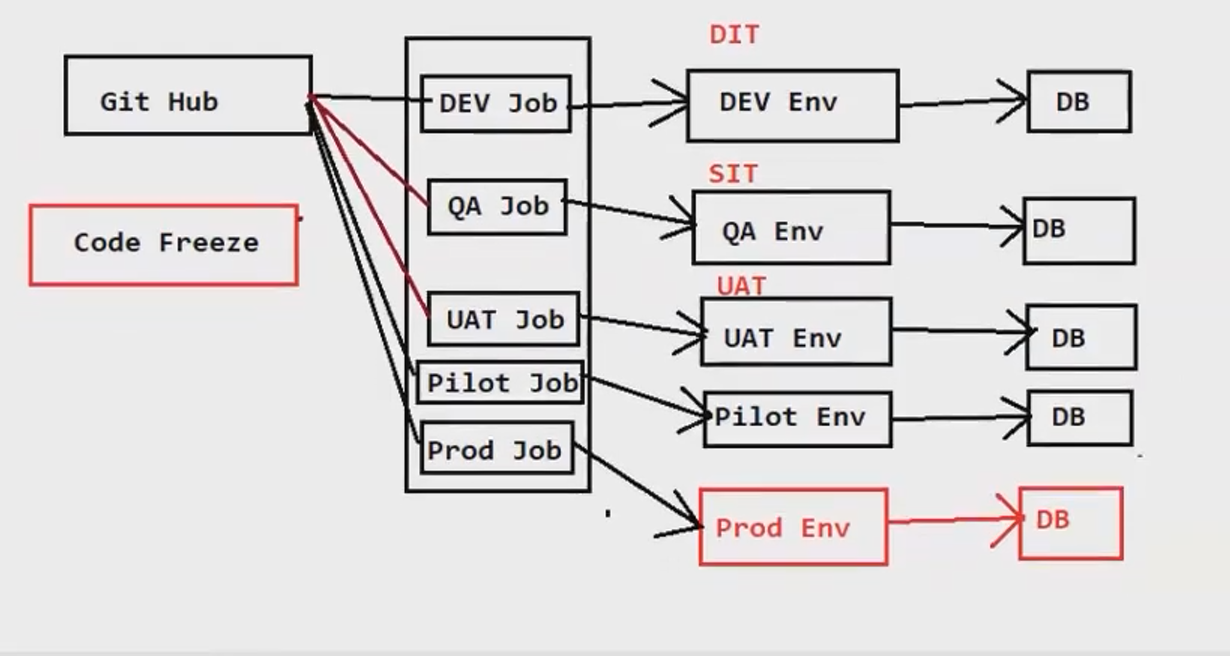 DIT
Git Hub
DEV Job
DEV Env
DB
SIT
QA Job
QA Env
DB
Code Freeze
UAT
UAT Job
UAT Env
DB
Pilot Job
Pilot Env
DB
Prod Job
Prod Env
DB